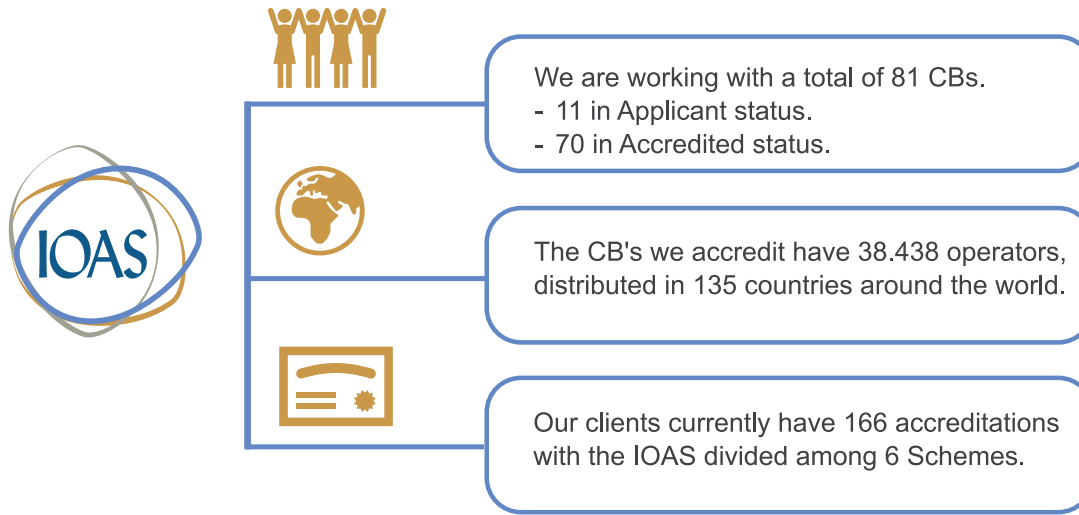 IOAS
We are working with a total of 81 CBs.
- 11 in Applicant status.
- 70 in Accredited status.
The CB's we accredit have 38.438 operators,
distributed in 135 countries around the world.
Our clients currently have 166 accreditations
with the IOAS divided among 6 Schemes.